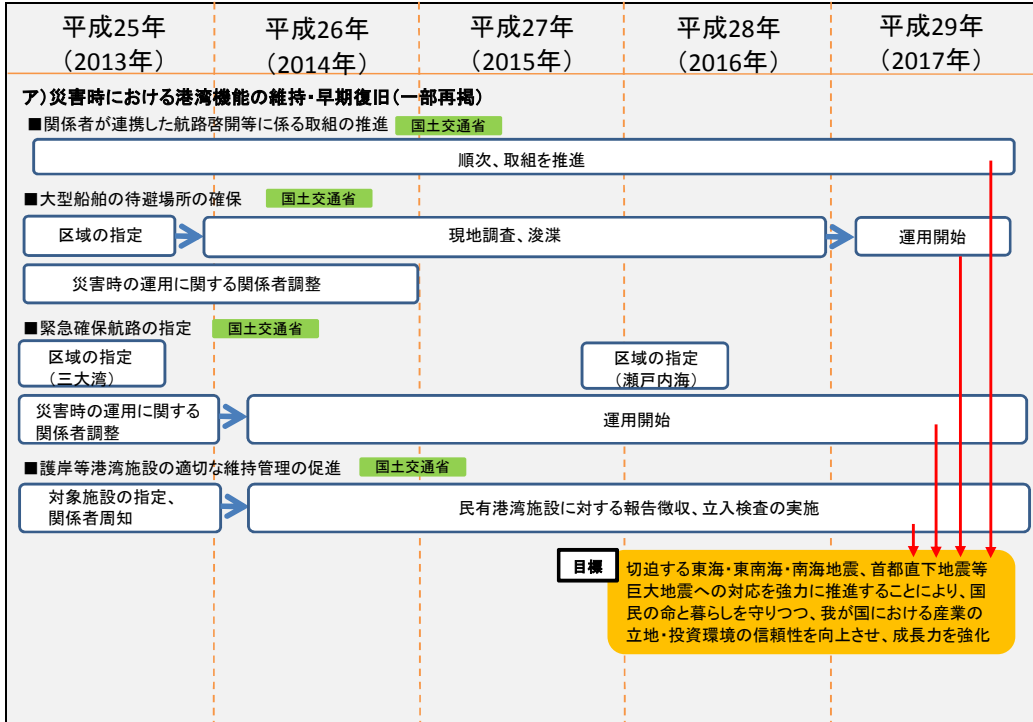 平成25年
(2013年)
平成26年
(2014年)
平成27年
(2015年)
平成28年
(2016年)
平成29年
(2017年)
ア)災害時における港湾機能の維持・早期復旧(一部再掲)
■関係者が連携した航路啓開等に係る取組の推進 国土交通省
順次、取組を推進
■大型船舶の待避場所の確保 国土交通省
区域の指定
現地調査、浚渫
運用開始
災害時の運用に関する関係者調整
■緊急確保航路の指定 国土交通省
区域の指定
(三大湾)
区域の指定
(瀬戸内海)
災害時の運用に関する
関係者調整
運用開始
■護岸等港湾施設の適切な維持管理の促進 国土交通省
対象施設の指定、
関係者周知
民有港湾施設に対する報告徴収、立入検査の実施
目標
切迫する東海・東南海・南海地震、首都直下地震等
巨大地震への対応を強力に推進することにより、国
民の命と暮らしを守りつつ、我が国における産業の
立地・投資環境の信頼性を向上させ、成長力を強化